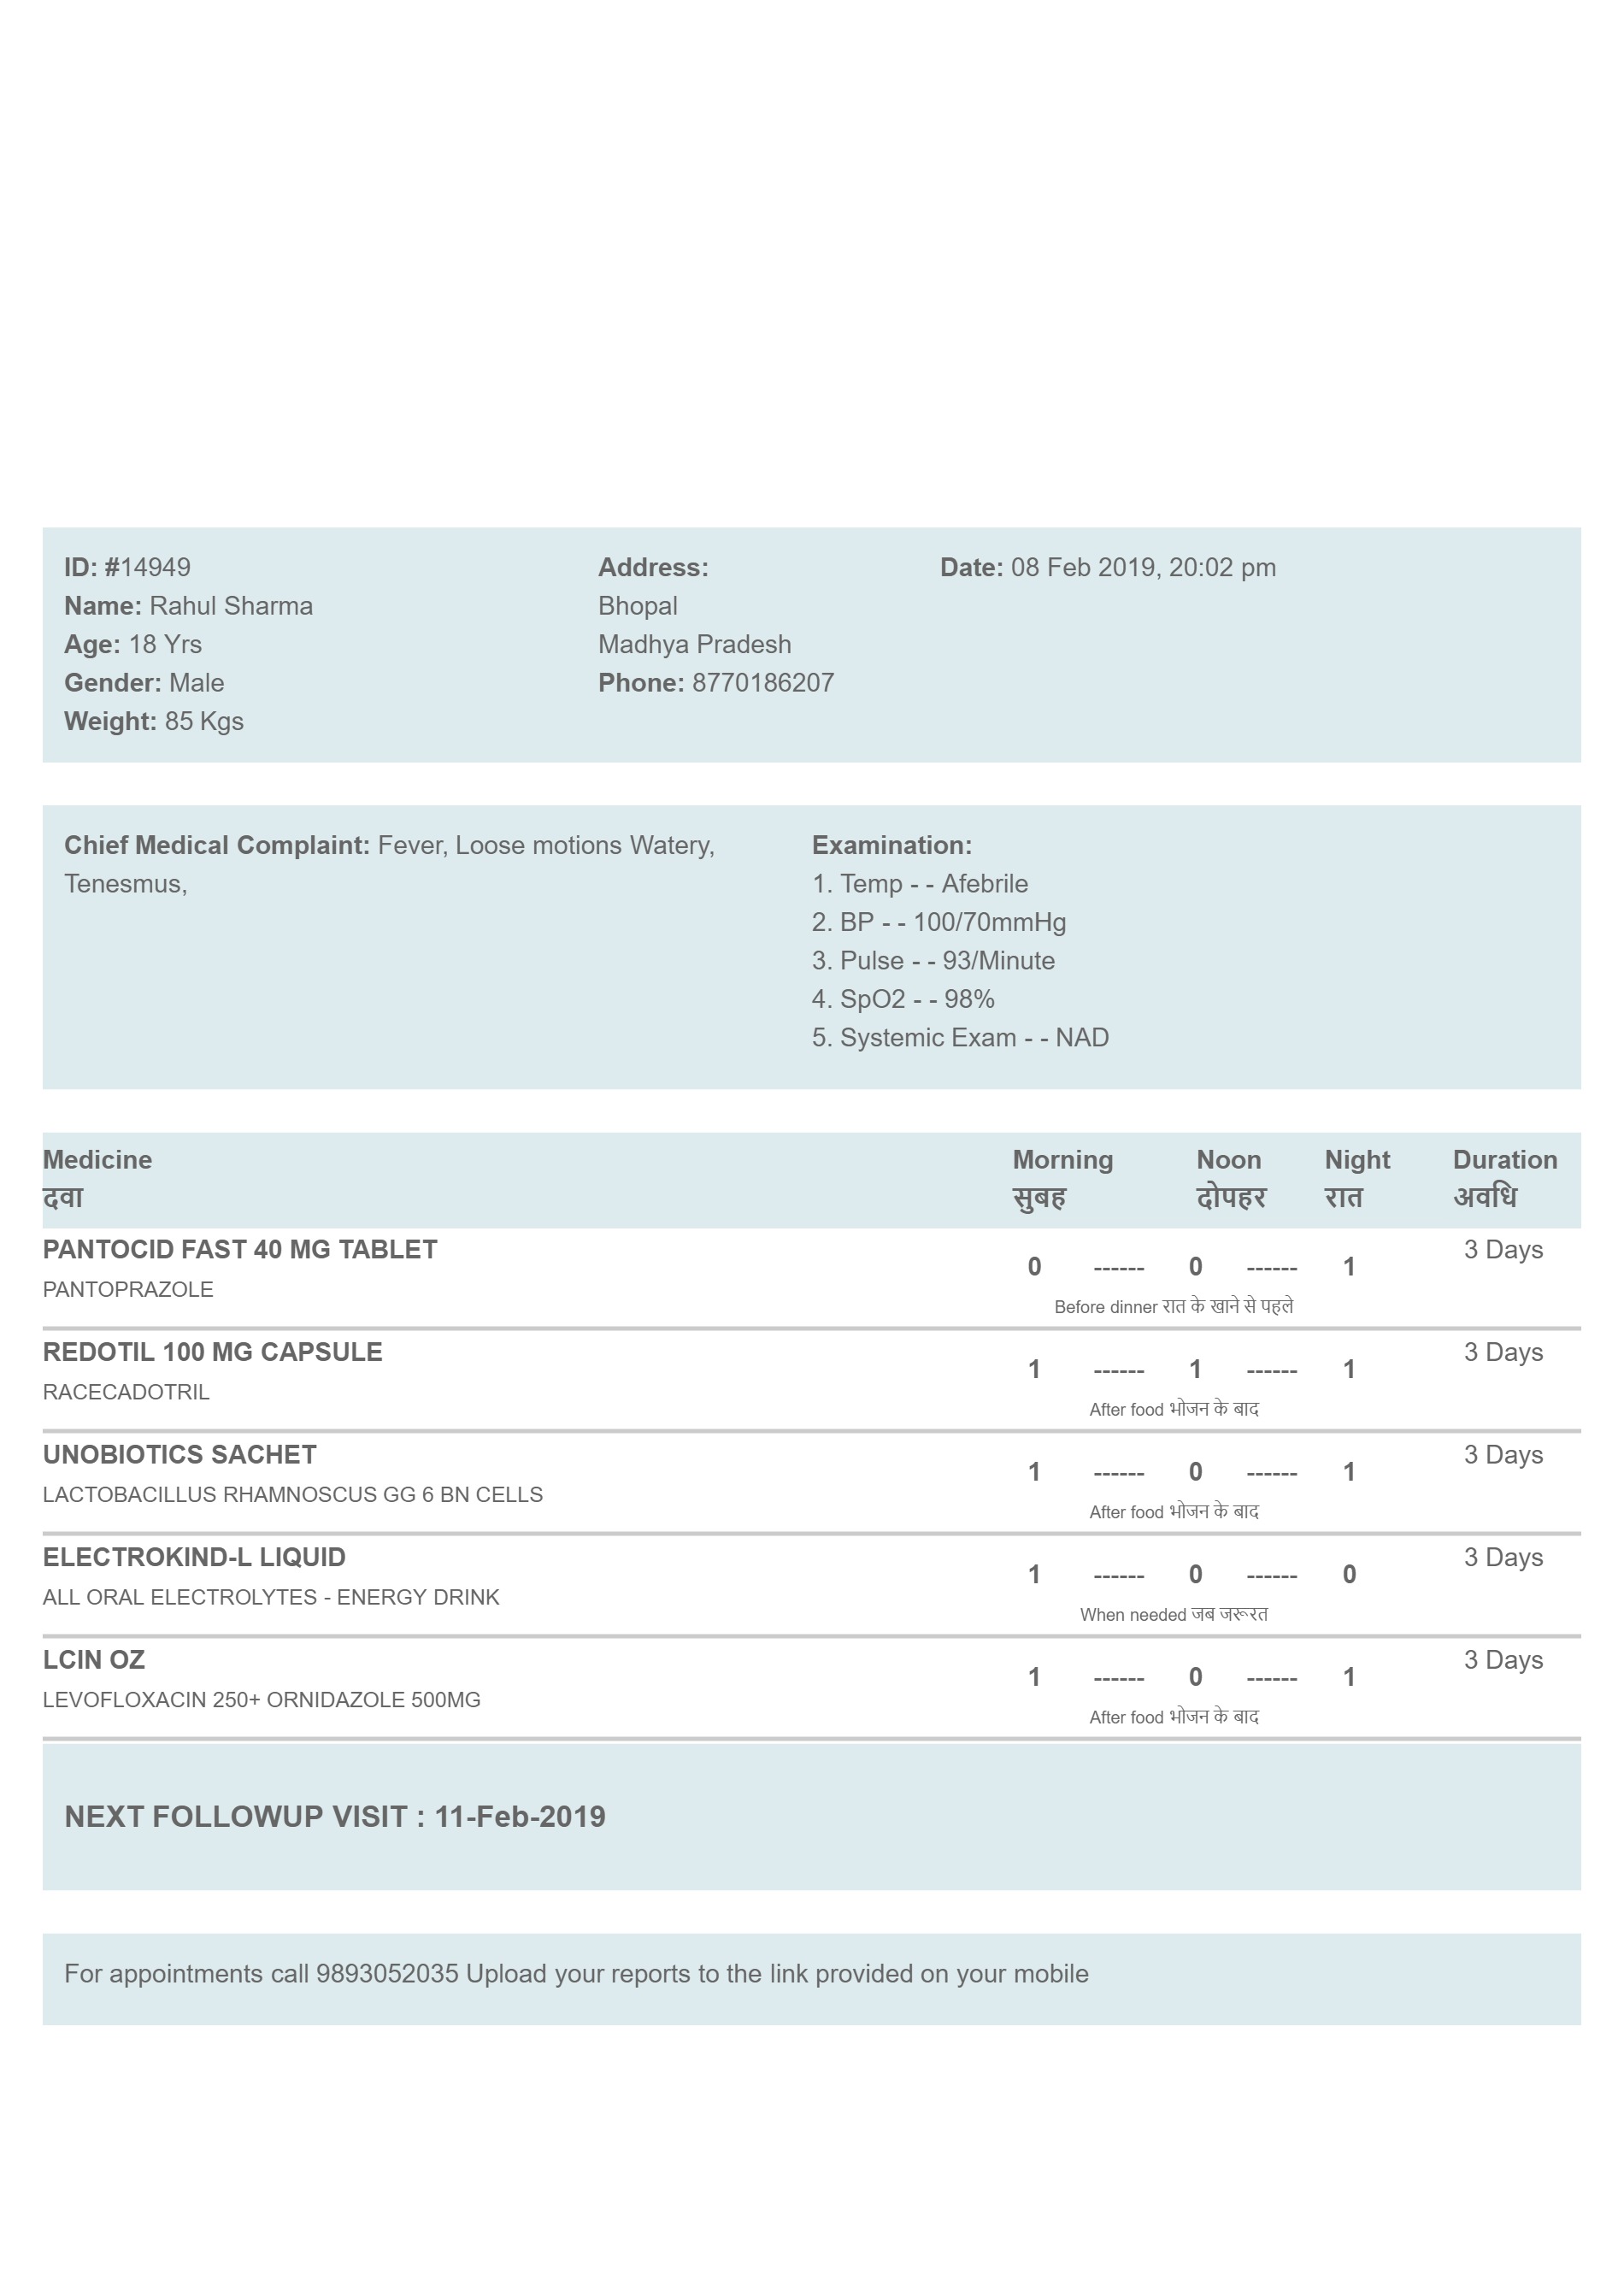 ID: #14949
Name: Rahul Sharma
Age: 18 Yrs
Gender: Male
Weight: 85 Kgs
Address:
Bhopal
Madhya Pradesh
Phone: 8770186207
Date: 08 Feb 2019, 20:02 pm
Chief Medical Complaint: Fever, Loose motions Watery,
Tenesmus,
Examination:
1. Temp - - Afebrile
2. BP - - 100/70mmHg
3. Pulse - - 93/Minute
4. SpO2 - - 98%
5. Systemic Exam - - NAD
Medicine Morning Noon Night Duration
दवा सुबह दोपहर रात अवधि
PANTOCID FAST 40 MG TABLET 3 Days
0 ------ 0 ------ 1
PANTOPRAZOLE
Before dinner रात के खाने से पहले
REDOTIL 100 MG CAPSULE 3 Days
1 ------ 1 ------ 1
RACECADOTRIL
After food भोजन के बाद
UNOBIOTICS SACHET 3 Days
1 ------ 0 ------ 1
LACTOBACILLUS RHAMNOSCUS GG 6 BN CELLS
After food भोजन के बाद
ELECTROKIND-L LIQUID 3 Days
1 ------ 0 ------ 0
ALL ORAL ELECTROLYTES - ENERGY DRINK
When needed जब जरूरत
LCIN OZ 3 Days
1 ------ 0 ------ 1
LEVOFLOXACIN 250+ ORNIDAZOLE 500MG
After food भोजन के बाद
NEXT FOLLOWUP VISIT : 11-Feb-2019
For appointments call 9893052035 Upload your reports to the link provided on your mobile